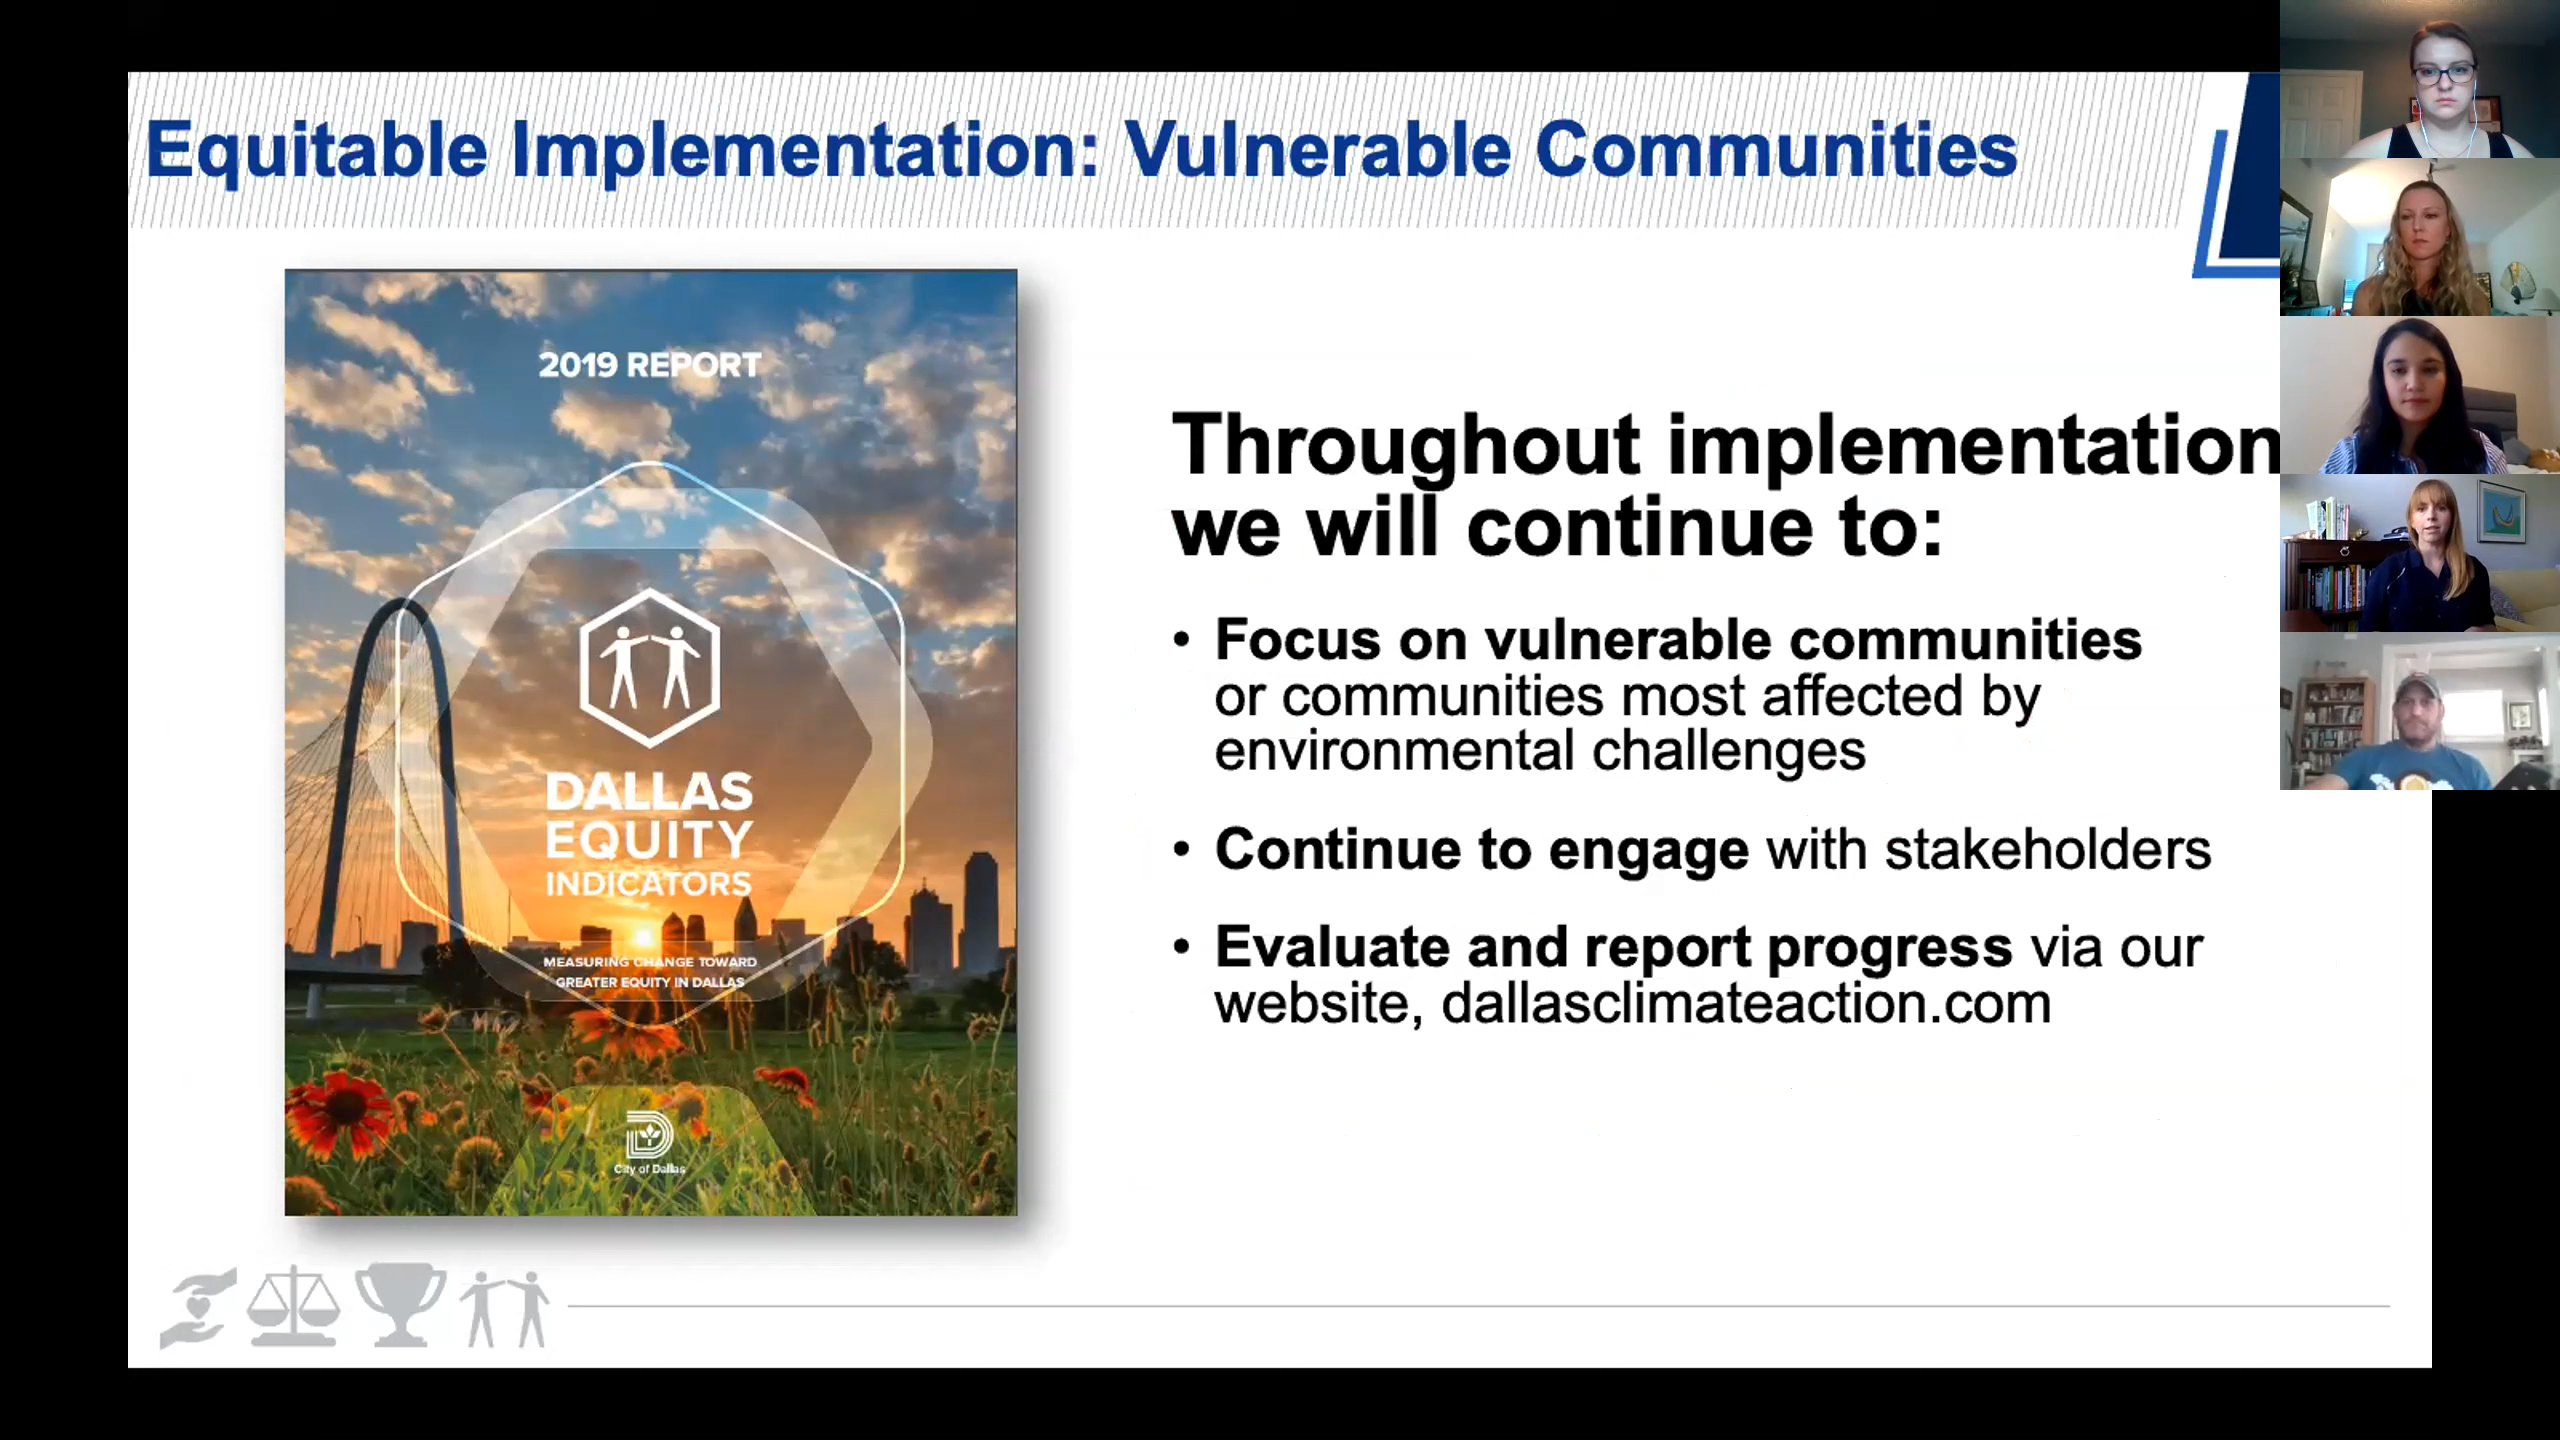 Equitable Implementation: Vulnerable Communities
2019 REPORT
DALLAS
EQUITY
INDICATORS
MEASURING CHANGE TOWARD
GREATER EQUITY IN DALLAS
City of Dallas
Throughout implementation
we will continue to:
• Focus on vulnerable communities
or communities most affected by
environmental challenges
• Continue to engage with stakeholders
• Evaluate and report progress via our
website, dallasclimateaction.com